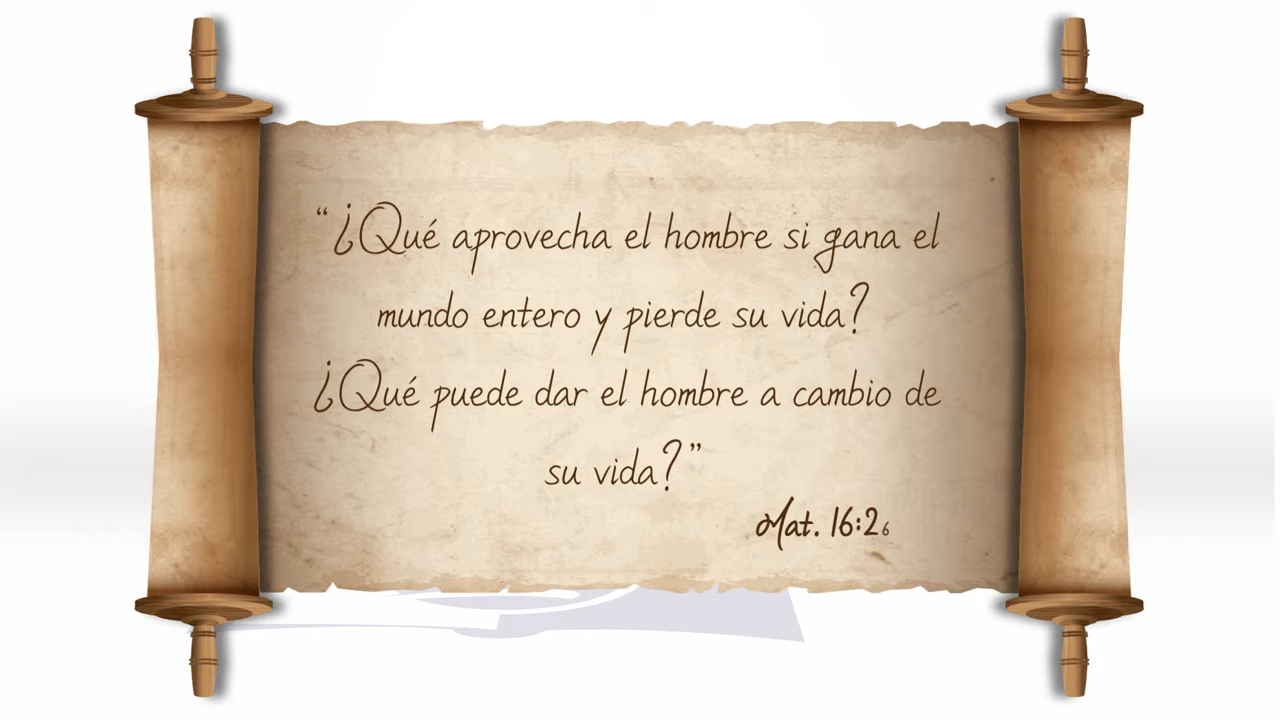 “¿Qué aprovecha el hombre si gana el
mundo entero y pierde su vida?
¿Qué puede dar el hombre a cambio de
su vida?”
Mat. 16:26